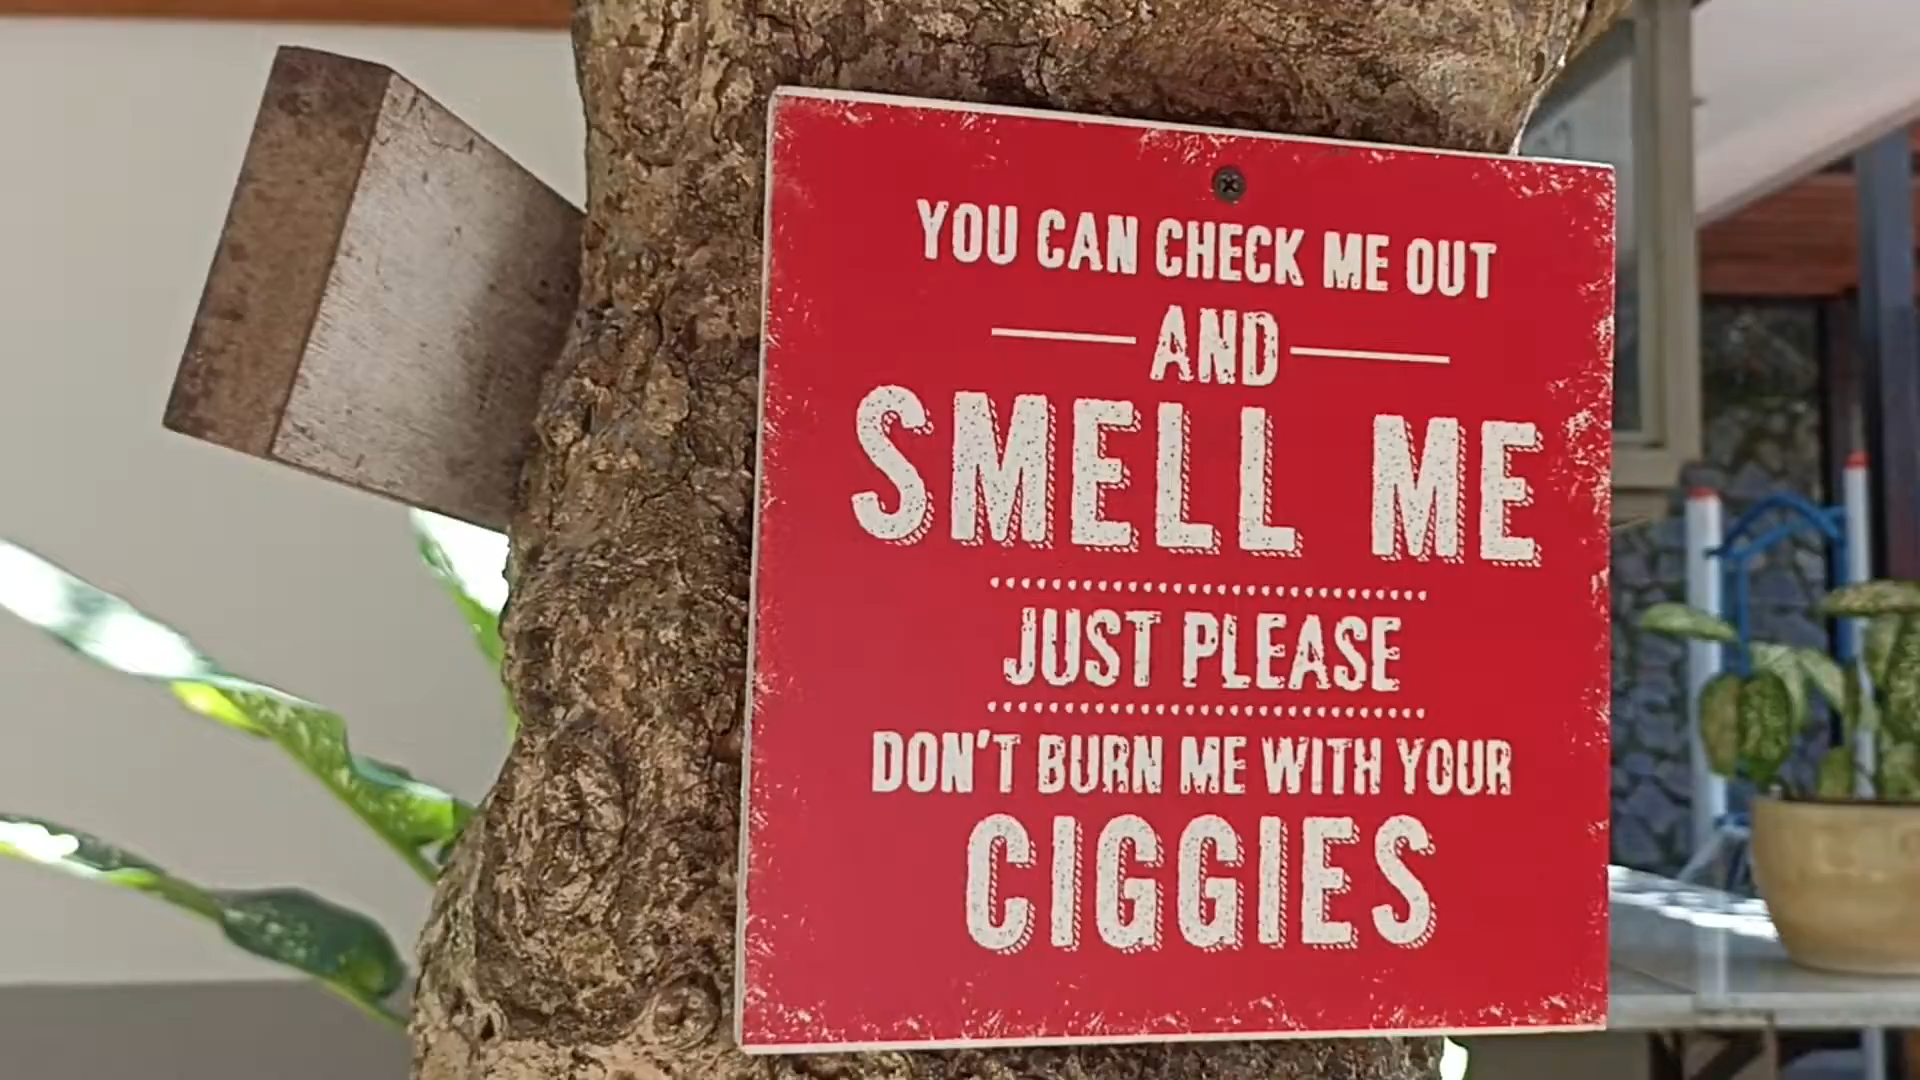 YOU CAN CHECK ME OUT
AND
SMELL ME
JUST PLEASE
DON'T BURN ME WITH YOUR
CIGGIES